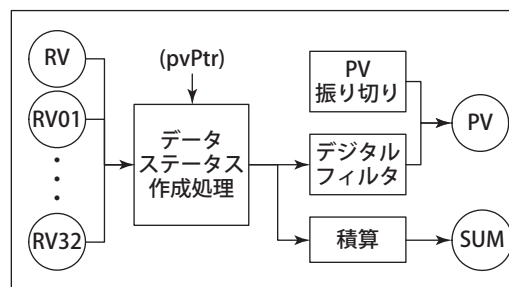 RV
RV01
RV32
(pvPtr)
データ
ステータス
作成処理
PV
振り切り
デジタル
フィルタ
積算
PV
SUM